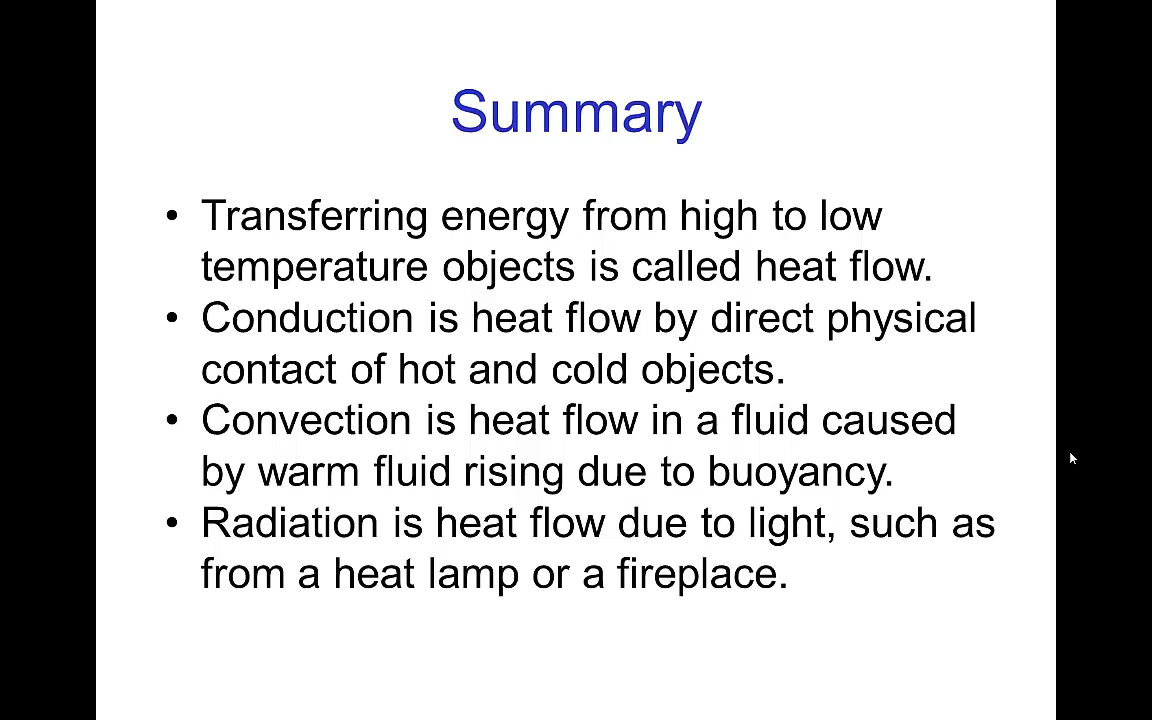 Summary
• Transferring energy from high to low
temperature objects is called heat flow.
• Conduction is heat flow by direct physical
contact of hot and cold objects.
• Convection is heat flow in a fluid caused
by warm fluid rising due to buoyancy.
• Radiation is heat flow due to light, such as
from a heat lamp or a fireplace.